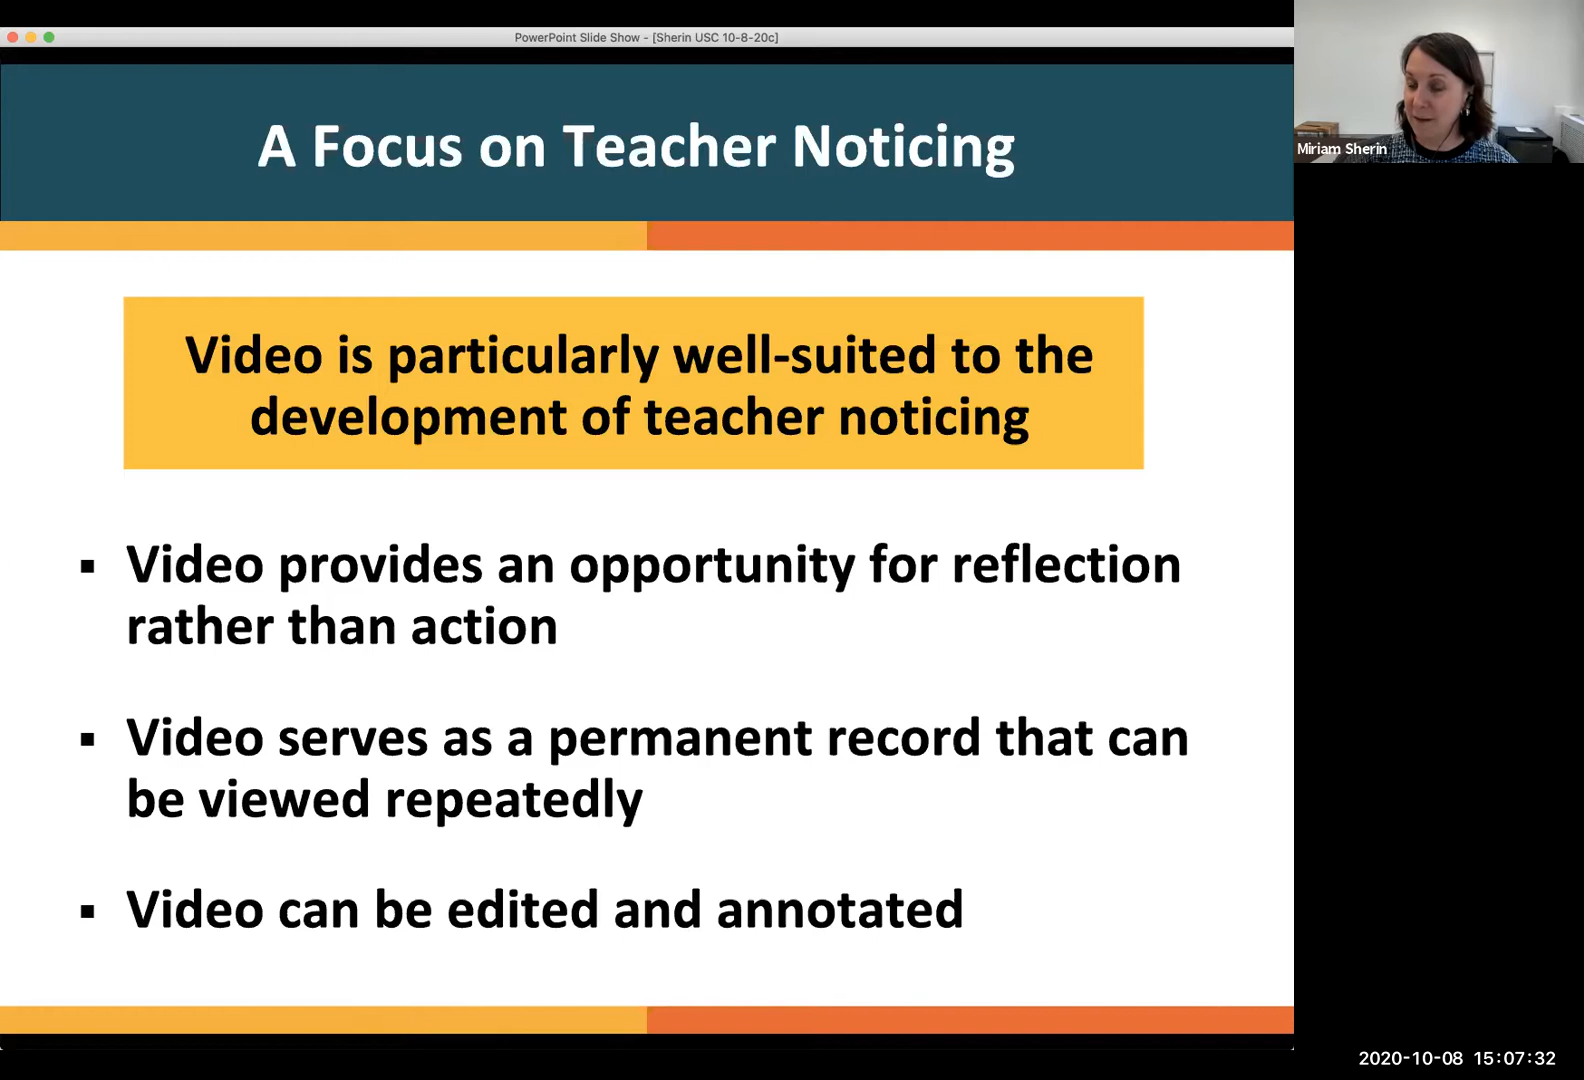 PowerPoint Slide Show - [Sherin USC 10-8-20c]
A Focus on Teacher Noticing
Video is particularly well-suited to the
development of teacher noticing
▪ Video provides an opportunity for reflection
rather than action
▪ Video serves as a permanent record that can
be viewed repeatedly
▪ Video can be edited and annotated
Miriam Sherin
2020-10-08 15:07:32